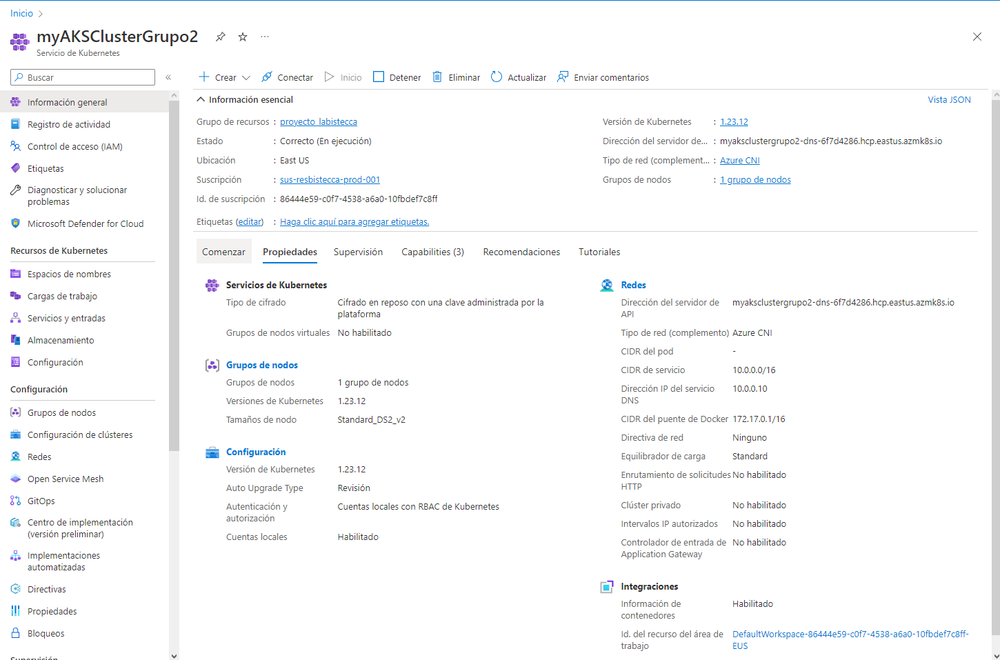 Inicio
myAKSClusterGrupo2
Servicio de Kubernetes
Buscar
Crear
Conectar
Inicio
Detener
Eliminar
Actualizar
Enviar comentarios
Información general
Registro de actividad
Control de acceso (IAM)
Etiquetas
Diagnosticar y solucionar
problemas
Microsoft Defender for Cloud
Recursos de Kubernetes
Espacios de nombres
Cargas de trabajo
Servicios y entradas
Almacenamiento
Configuración
Configuración
Grupos de nodos
Configuración de clústeres
Redes
Open Service Mesh
GitOps
Centro de implementación
(versión preliminar)
Implementaciones
automatizadas
Directivas
Propiedades
Bloqueos
Supervisión
Información esencial
Vista JSON
Grupo de recursos : proyecto_labistecca
Estado : Correcto (En ejecución)
Ubicación : East US
Suscripción : sus-resbistecca-prod-001
Id. de suscripción : 86444e59-c0f7-4538-a6a0-10fbdef7c8ff
Versión de Kubernetes : 1.23.12
Dirección del servidor de... : myaksclustergrupo2-dns-6f7d4286.hcp.eastus.azmk8s.io
Tipo de red (complement... : Azure CNI
Grupos de nodos : 1 grupo de nodos
Etiquetas (editar) : Haga clic aquí para agregar etiquetas.
Comenzar
Propiedades
Supervisión
Capabilities (3)
Recomendaciones
Tutoriales
Servicios de Kubernetes
Tipo de cifrado Cifrado en reposo con una clave administrada por la
plataforma
Grupos de nodos virtuales No habilitado
Grupos de nodos
Grupos de nodos 1 grupo de nodos
Versiones de Kubernetes 1.23.12
Tamaños de nodo Standard_DS2_v2
Configuración
Versión de Kubernetes 1.23.12
Auto Upgrade Type Revisión
Autenticación y
autorización
Cuentas locales con RBAC de Kubernetes
Cuentas locales Habilitado
Redes
Dirección del servidor de
API
myaksclustergrupo2-dns-6f7d4286.hcp.eastus.azmk8s.io
Tipo de red (complemento) Azure CNI
CIDR del pod -
CIDR de servicio 10.0.0.0/16
Dirección IP del servicio
DNS
10.0.0.10
CIDR del puente de Docker 172.17.0.1/16
Directiva de red Ninguno
Equilibrador de carga Standard
Enrutamiento de solicitudes
HTTP
No habilitado
Clúster privado No habilitado
Intervalos IP autorizados No habilitado
Controlador de entrada de
Application Gateway
No habilitado
Integraciones
Información de
contenedores
Habilitado
Id. del recurso del área de
trabajo
DefaultWorkspace-86444e59-c0f7-4538-a6a0-10fbdef7c8ff-
EUS